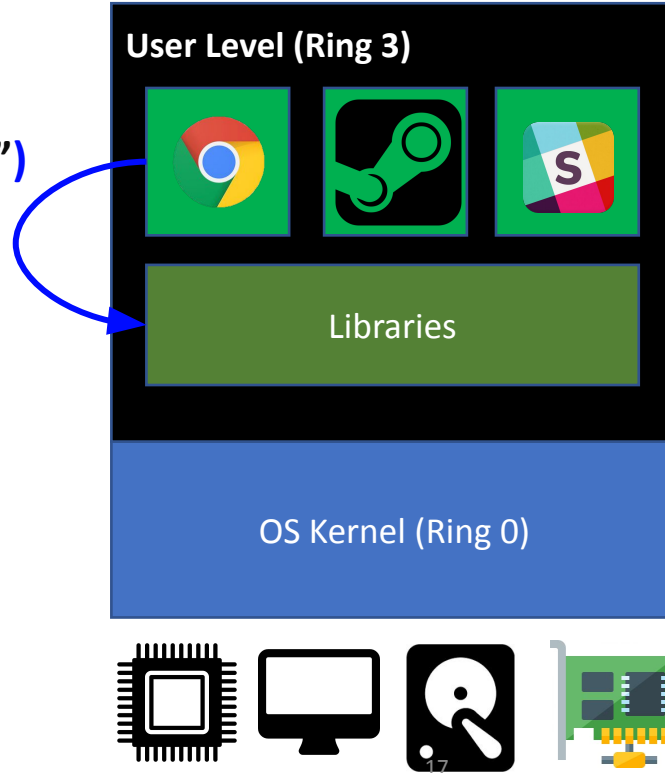 User Level (Ring 3)
”)
S
Libraries
OS Kernel (Ring 0)
17